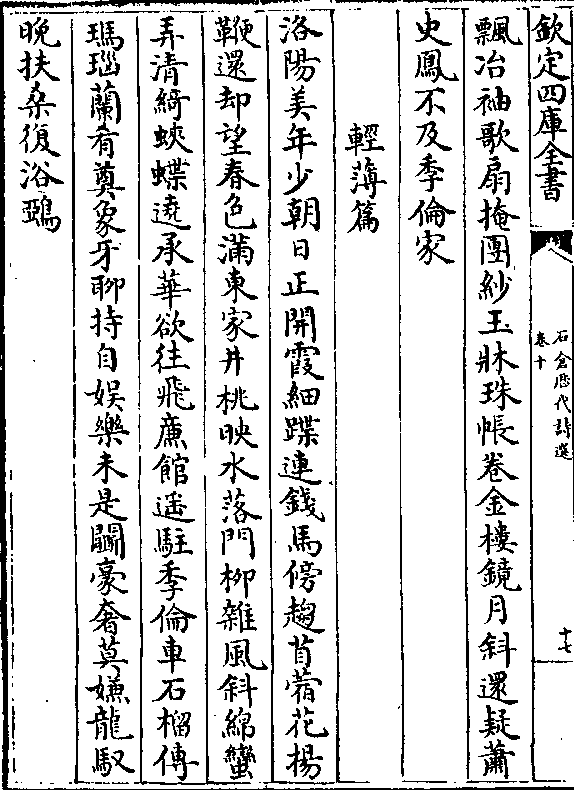 欽定四庫全書
石倉歷代詩選
卷十
十七
飄冶袖歌扇掩團紗玉牀珠帳卷金樓鏡月斜還疑蕭
史鳳不及季倫家
輕薄篇
洛陽美年少朝日正開霞細蹀連錢馬傍趨苜蓿花揚
鞭還却望春色滿東家井桃映水落門柳雜風斜綿蠻
弄清綺蛺蝶遶承華欲往飛廉館遥駐季倫車石榴傳
瑪瑙蘭肴奠象牙聊持自娯樂未是鬭豪奢莫嫌龍馭
晚扶桑復浴鵶